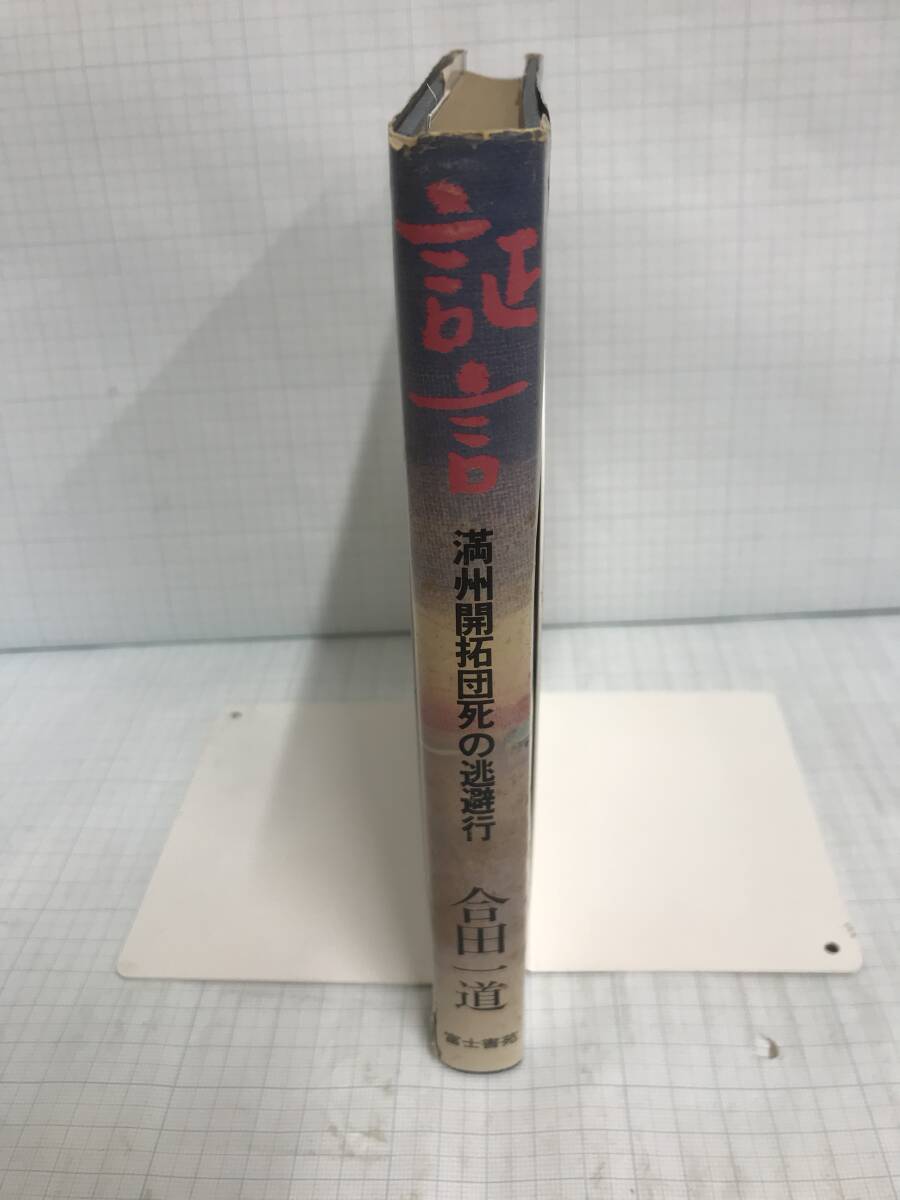 証言
満州開拓団死の逃避行
合田一道
富士書苑